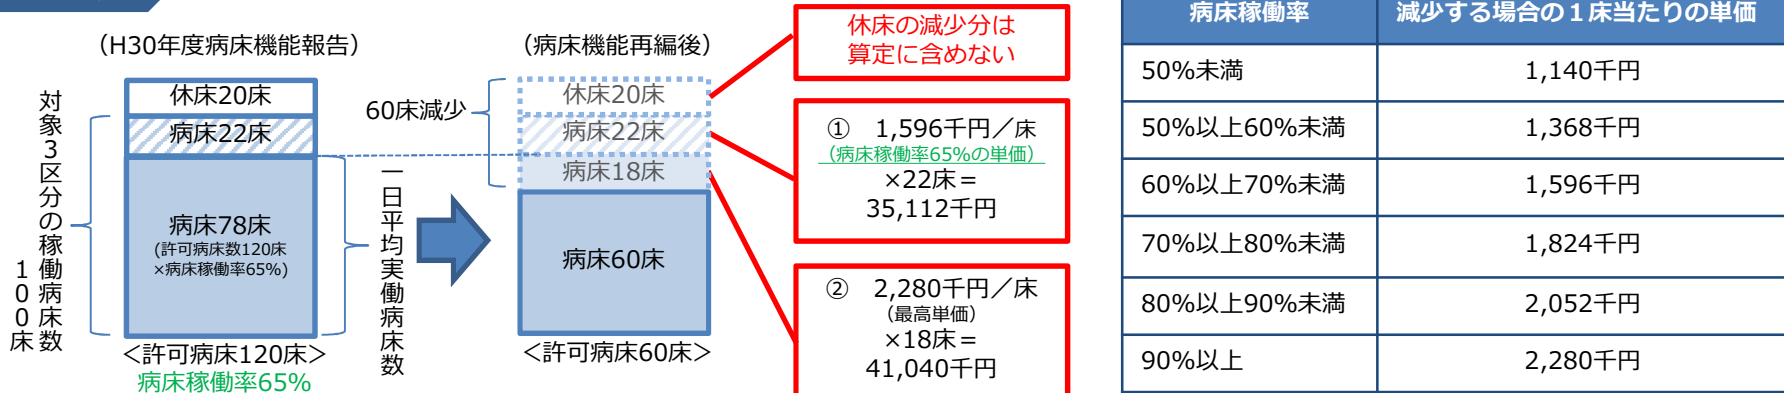 （H30年度病床機能報告）
対象３区分の稼働病床数
１００床
休床20床
病床22床
病床78床
(許可病床数120床
×病床稼働率65%)
一日平均実働病床数
＜許可病床120床＞
病床稼働率65%
（病床機能再編後）
60床減少
休床20床
病床22床
病床18床
病床60床
＜許可病床60床＞
休床の減少分は
算定に含めない
①　1,596千円／床
（病床稼働率65%の単価）
×22床＝
35,112千円
②　2,280千円／床
（最高単価）
×18床＝
41,040千円
病床稼働率　減少する場合の１床当たりの単価
50%未満　1,140千円
50%以上60%未満　1,368千円
60%以上70%未満　1,596千円
70%以上80%未満　1,824千円
80%以上90%未満　2,052千円
90%以上　2,280千円